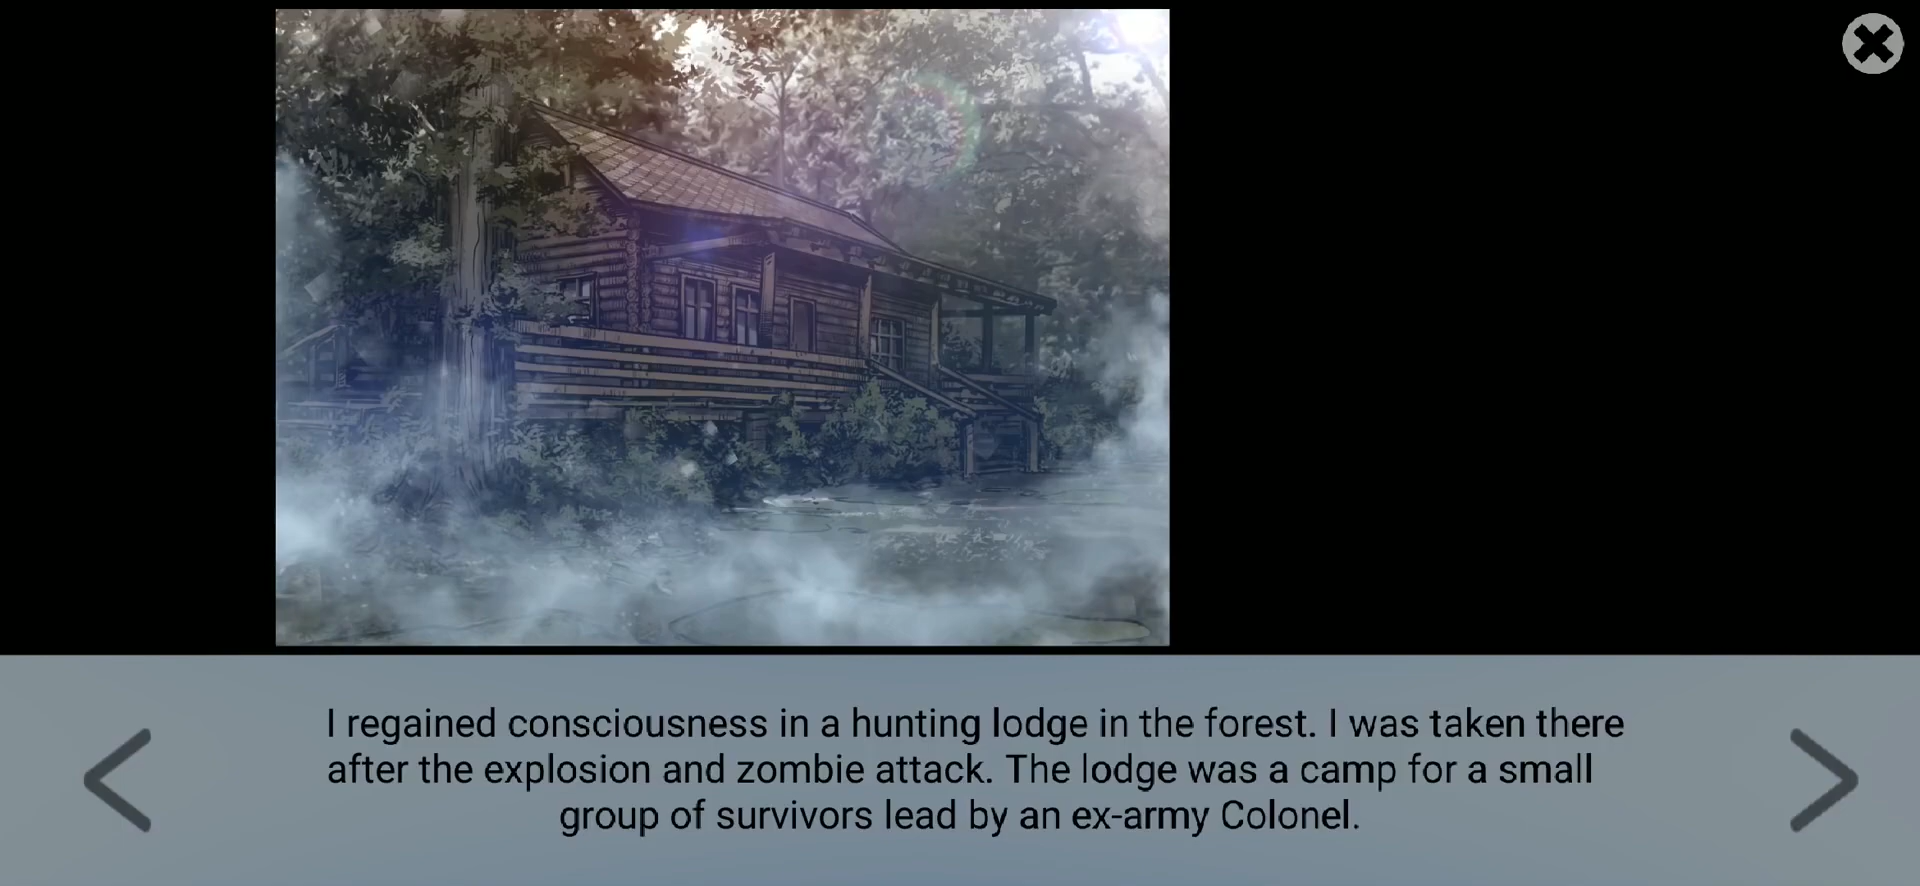 I regained consciousness in a hunting lodge in the forest. I was taken there
after the explosion and zombie attack. The lodge was a camp for a small
group of survivors lead by an ex-army Colonel.